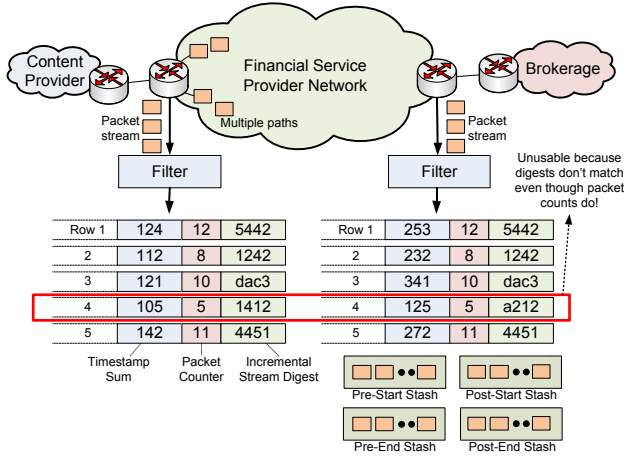 Content
Provider
Financial Service
Provider Network
Brokerage
Packet
stream
Multiple paths
Packet
stream
Filter
Filter
Unusable because
digests don't match
even though packet
counts do!
Row 1 124 12 5442
2 112 8 1242
3 121 10 dac3
4 105 5 1412
5 142 11 4451
Row 1 253 12 5442
2 232 8 1242
3 341 10 dac3
4 125 5 a212
5 272 11 4451
Timestamp
Sum
Packet
Counter
Incremental
Stream Digest
Pre-Start Stash
Post-Start Stash
Pre-End Stash
Post-End Stash